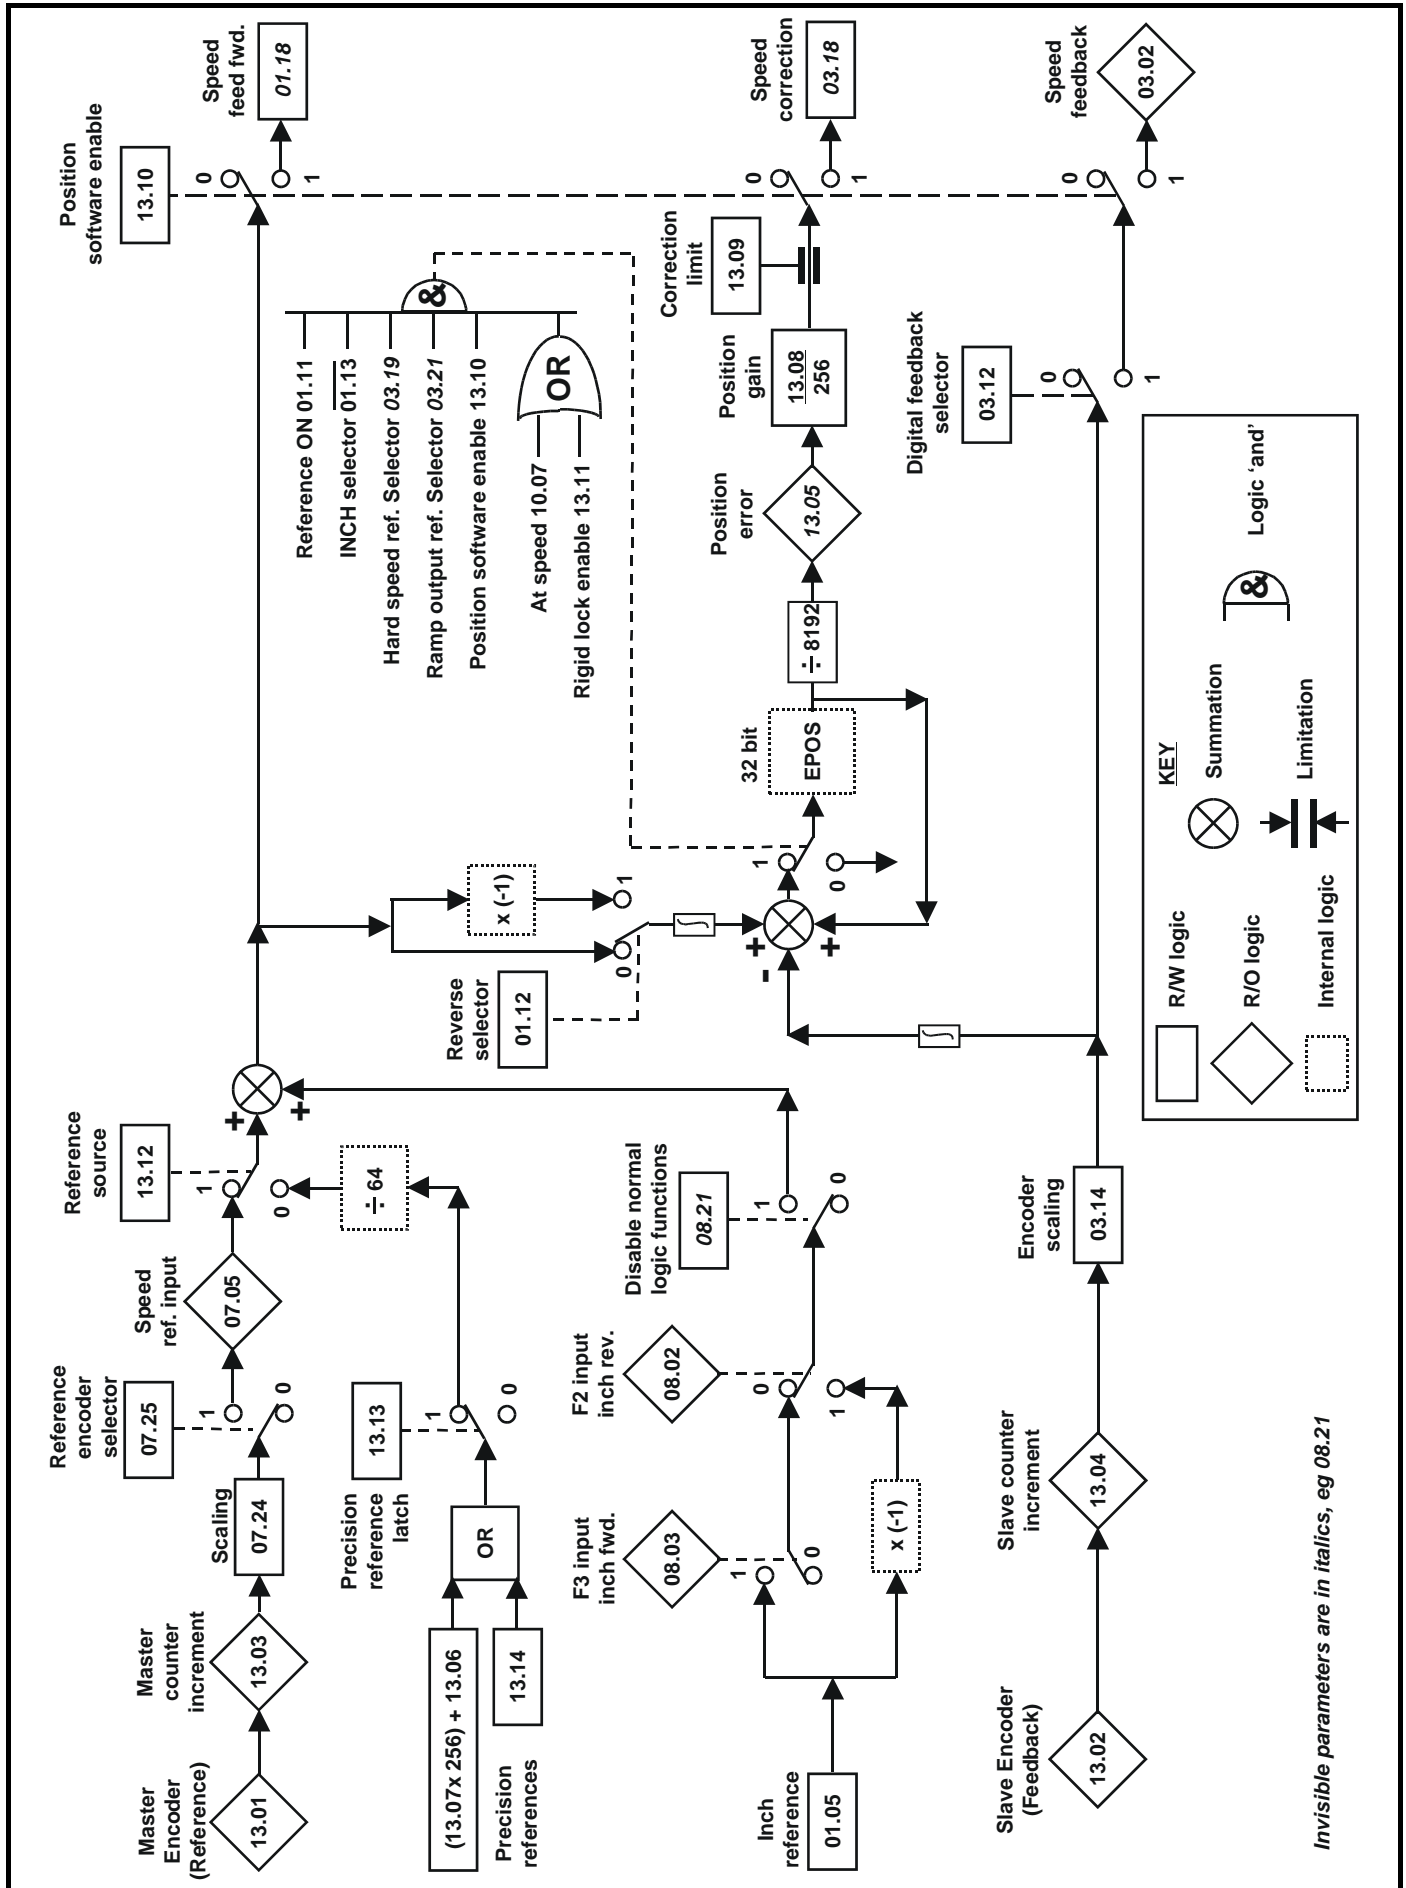 Master
Encoder
(Reference)
13.01
Master
counter
increment
13.03
Scaling
07.24
Reference
encoder
selector
07.25
1
0
Speed
ref. input
07.05
Reference
source
13.12
1
0
+
+
÷ 64
(13.07x 256) + 13.06
13.14
Precision
references
OR
Precision
reference
latch
13.13
1
0
Position
software enable
13.10
0
1
Speed
feed fwd.
01.18
Reference ON 01.11
INCH selector 01.13
Hard speed ref. Selector 03.19
Ramp output ref. Selector 03.21
Position software enable 13.10
At speed 10.07
Rigid lock enable 13.11
OR
&
Reverse
selector
01.12
x (-1)
0
1
Inch
reference
01.05
F3 input
inch fwd.
08.03
1
0
x (-1)
F2 input
inch rev.
08.02
0
1
Disable normal
logic functions
08.21
1
0
+
-
+
1
0
32 bit
EPOS
÷ 8192
Position
error
13.05
Position
gain
13.08
256
Correction
limit
13.09
0
1
Speed
correction
03.18
Slave Encoder
(Feedback)
13.02
Slave counter
increment
13.04
Encoder
scaling
03.14
Digital feedback
selector
03.12
0
1
0
1
Speed
feedback
03.02
KEY
R/W logic
Summation
R/O logic
Logic ‘and’
&
Internal logic
Limitation
Invisible parameters are in italics, eg 08.21